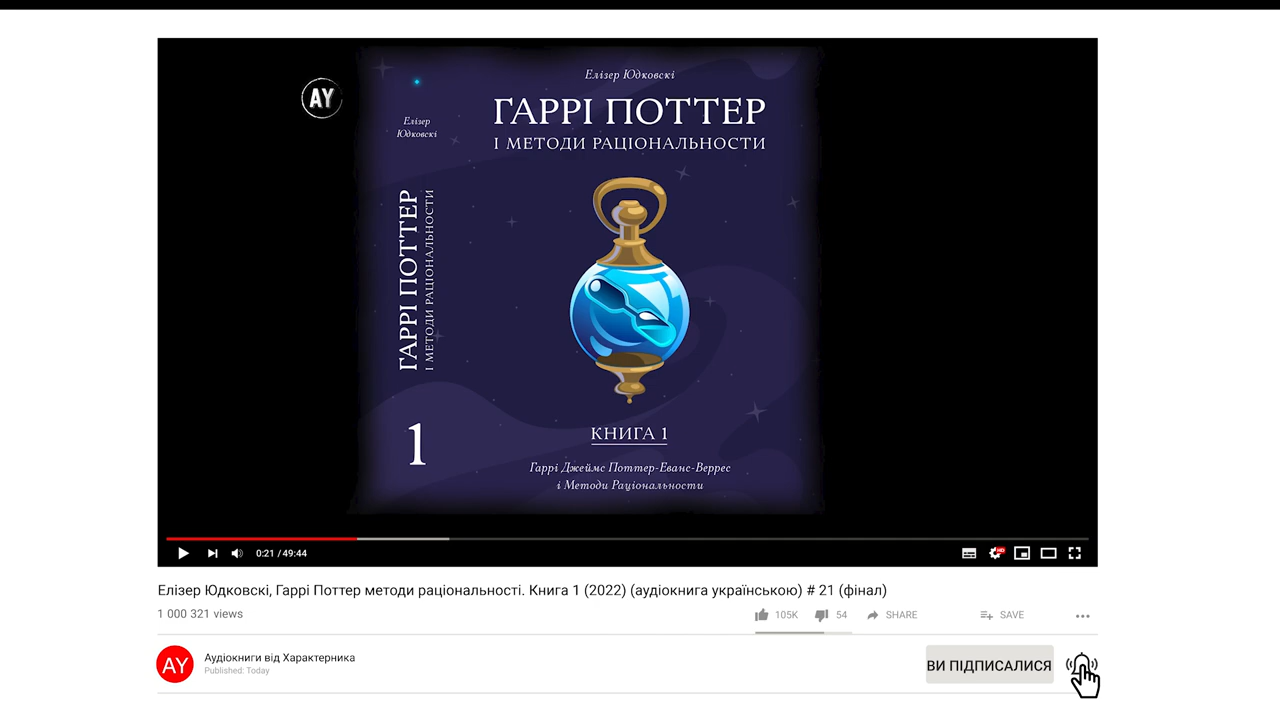 AY
Елізер Юдковскі
ГАРРІ ПОТТЕР
І МЕТОДИ РАЦІОНАЛЬНОСТИ
Елізер
Юдковскі
ГАРРІ ПОТТЕР
І МЕТОДИ РАЦІОНАЛЬНОСТИ
1
КНИГА 1
Гаррі Джеймс Поттер-Еванс-Веррес
і Методи Раціональности
0:21 / 49:44
HD
Елізер Юдковскі, Гаррі Поттер методи раціональності. Книга 1 (2022) (аудіокнига українською) # 21 (фінал)
1 000 321 views
105K
54
SHARE
SAVE
AY
Аудіокниги від Характерника
Published: Today
ВИ ПІДПИСАЛИСЯ